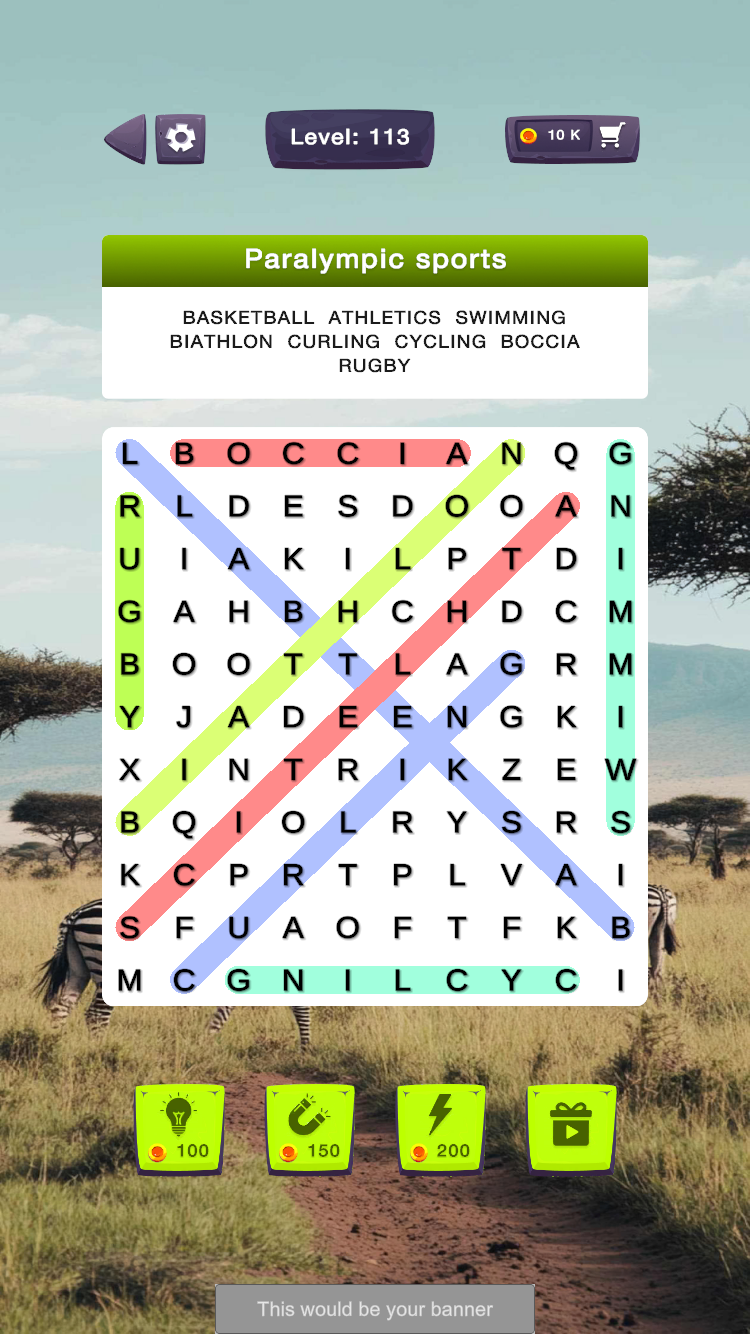 Level: 113
10 K
Paralympic sports
BASKETBALL ATHLETICS SWIMMING
BIATHLON CURLING CYCLING BOCCIA
RUGBY
L B O C C I A N Q G
R L D E S D O O A N
U I A K I L P T D I
G A H B H C H D C M
B O O T T L A G R M
Y J A D E E N G K I
X I N T R I K Z E W
B Q I O L R Y S R S
K C P R T P L V A I
S F U A O F T F K B
M C G N I L C Y C I
100 150 200
This would be your banner